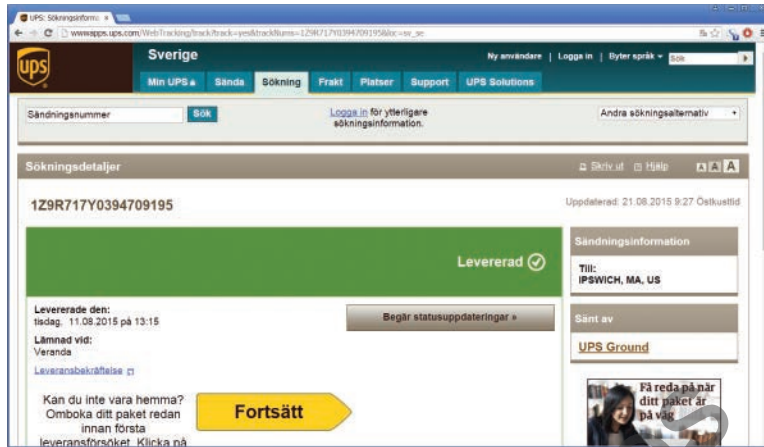 UPS: Sökningsinforma
wwwapps.ups.com/WebTracking/track?track=yes&trackNums=1Z9R717Y0394709195&loc=sv_se
ups
Sverige
Ny användare | Logga in | Byter språk
Sök
Min UPS
Sända
Sökning
Frakt
Platser
Support
UPS Solutions
Sändningsnummer
Sök
Logga in för ytterligare
sökningsinformation.
Andra sökningsalternativ
Sökningsdetaljer
Skriv ut
Hjälp
A A A
1Z9R717Y0394709195
Uppdaterad: 21.08.2015 9:27 Östkusttid
Levererad
Sändningsinformation
Till:
IPSWICH, MA, US
Levererade den:
tisdag, 11.08.2015 på 13:15
Begär statusuppdateringar »
Sänt av
Lämnad vid:
Veranda
UPS Ground
Leveransbekräftelse
Kan du inte vara hemma?
Omboka ditt paket redan
innan första
leveransförsöket. Klicka på
Fortsätt
Få reda på när
ditt paket är
på väg